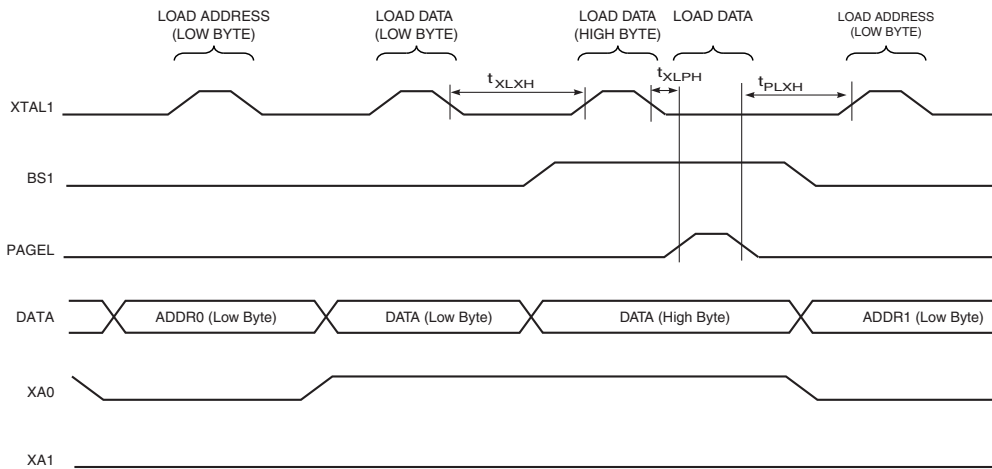 LOAD ADDRESS
(LOW BYTE)
LOAD DATA
(LOW BYTE)
LOAD DATA
(HIGH BYTE)
LOAD DATA
LOAD ADDRESS
(LOW BYTE)
tXLXH
tXLPH
tPLXH
XTAL1
BS1
PAGEL
DATA
ADDR0 (Low Byte)
DATA (Low Byte)
DATA (High Byte)
ADDR1 (Low Byte)
XA0
XA1